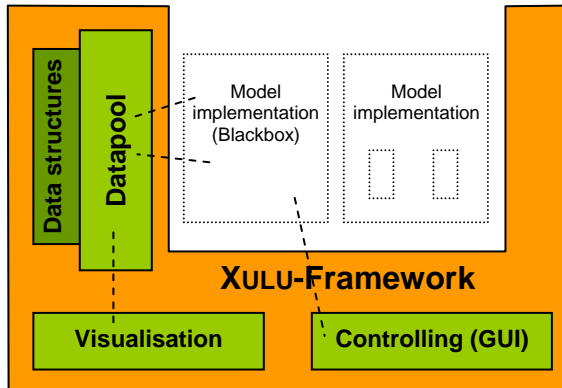 Data structures
Datapool
Model
implementation
(Blackbox)
Model
implementation
XULU-Framework
Visualisation
Controlling (GUI)